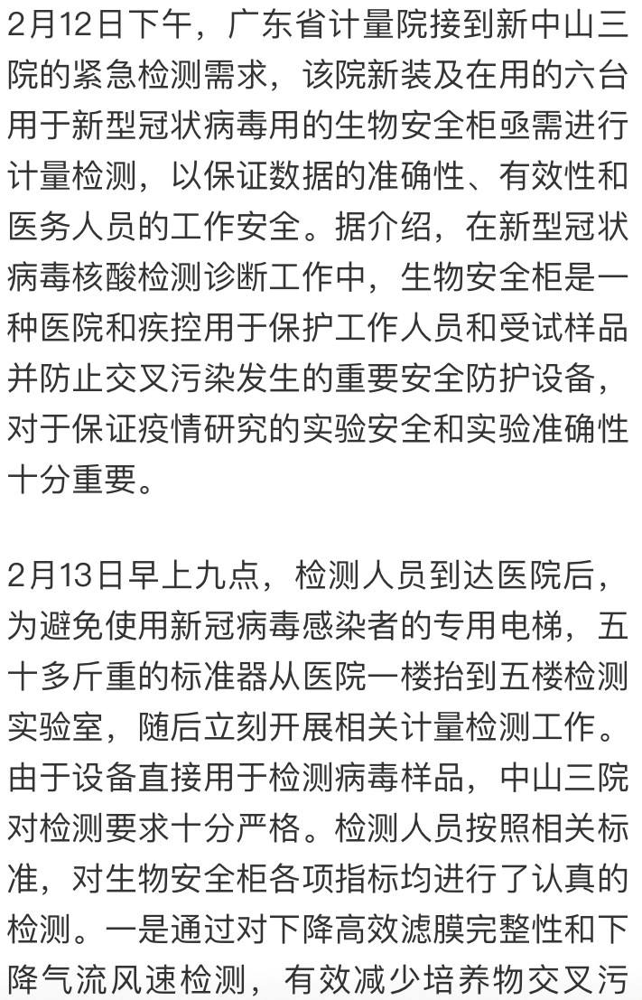 2月12日下午，广东省计量院接到新中山三
院的紧急检测需求，该院新装及在用的六台
用于新型冠状病毒用的生物安全柜亟需进行
计量检测，以保证数据的准确性、有效性和
医务人员的工作安全。据介绍，在新型冠状
病毒核酸检测诊断工作中，生物安全柜是一
种医院和疾控用于保护工作人员和受试样品
并防止交叉污染发生的重要安全防护设备，
对于保证疫情研究的实验安全和实验准确性
十分重要。
2月13日早上九点，检测人员到达医院后，
为避免使用新冠病毒感染者的专用电梯，五
十多斤重的标准器从医院一楼抬到五楼检测
实验室，随后立刻开展相关计量检测工作。
由于设备直接用于检测病毒样品，中山三院
对检测要求十分严格。检测人员按照相关标
准，对生物安全柜各项指标均进行了认真的
检测。一是通过对下降高效滤膜完整性和下
降气流风速检测，有效减少培养物交叉污